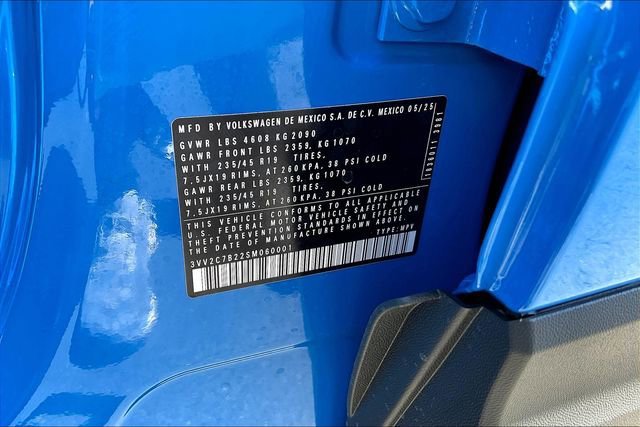 MFD BY VOLKSWAGEN DE MEXICO S.A. DE C.V. MEXICO 05/25
GVWR LBS 4608 KG 2090
GAWR FRONT LBS 2359, KG 1070
WITH 235/45 R19 TIRES.
7.5JX19 RIMS, AT 260 KPA, 38 PSI COLD
GAWR REAR LBS 2359, KG 1070
WITH 235/45 R19 TIRES,
7.5JX19 RIMS, AT 260 KPA, 38 PSI COLD
THIS VEHICLE CONFORMS TO ALL APPLICABLE
U.S. FEDERAL MOTOR VEHICLE SAFETY AND
THEFT PREVENTION STANDARDS IN EFFECT ON
THE DATE OF MANUFACTURE SHOWN ABOVE.
3VV2C7B22SM060001 TYPE: MPV